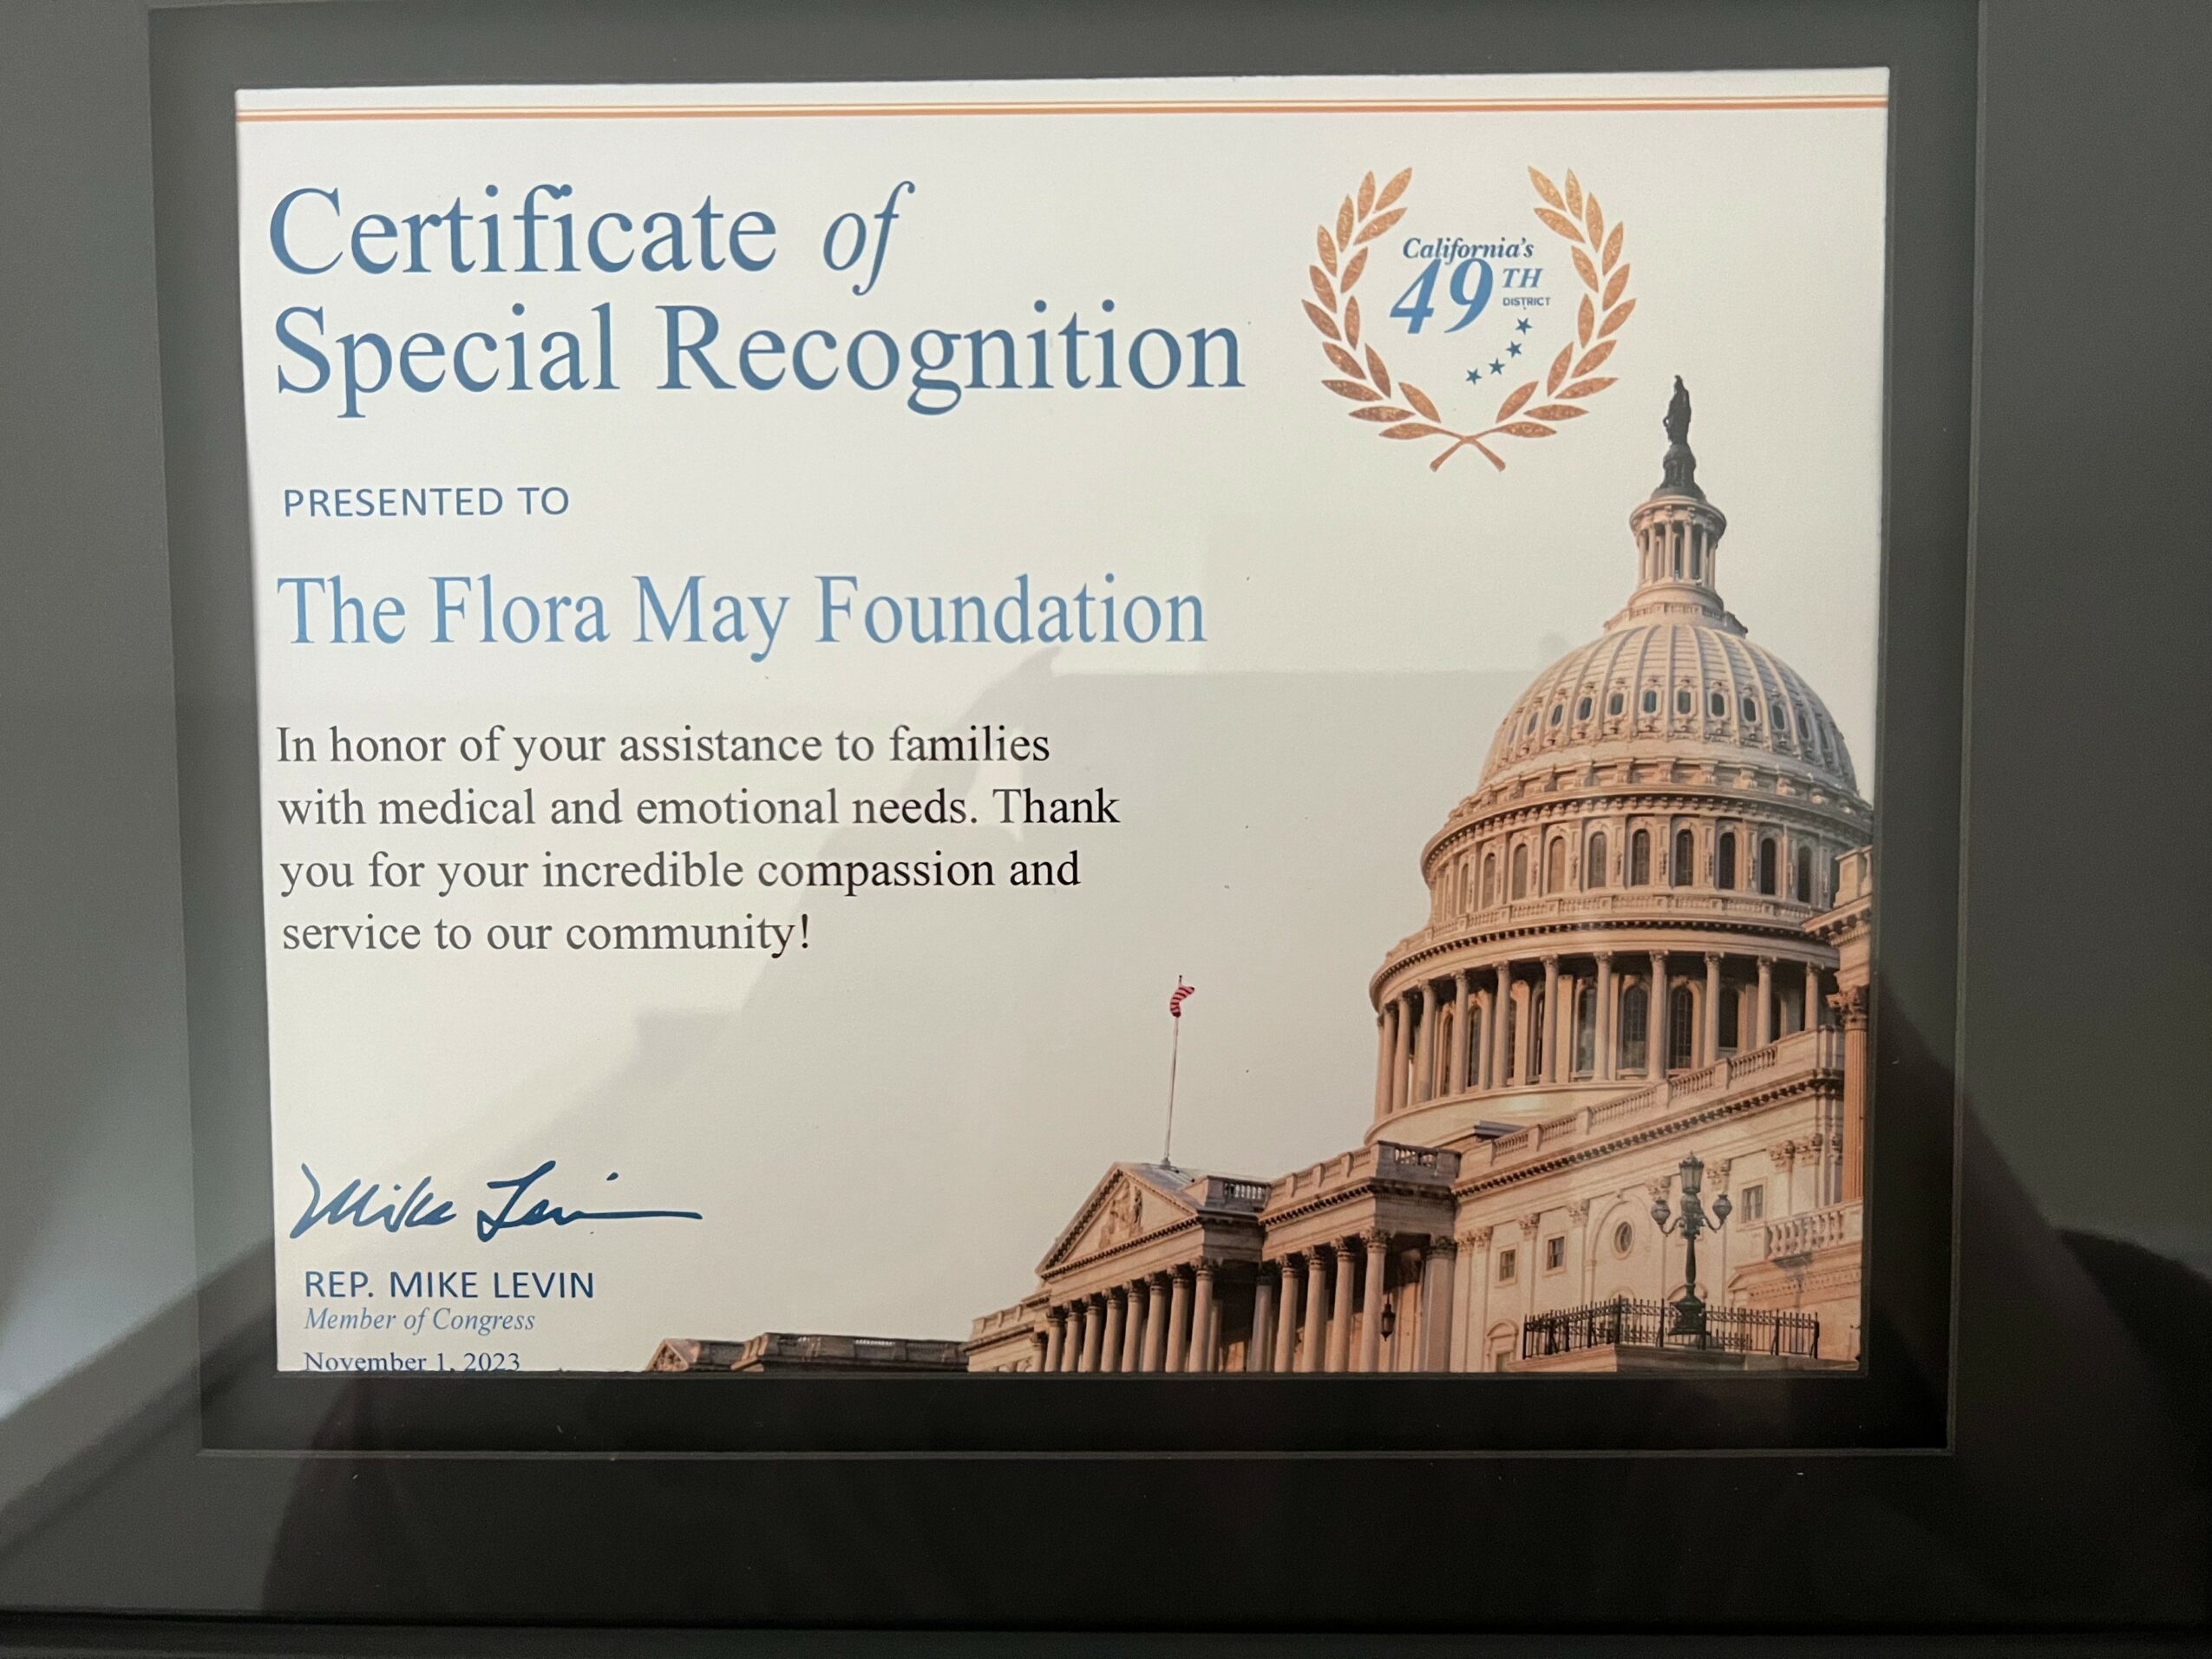 Certificate of
Special Recognition
California's
49TH
DISTRICT
PRESENTED TO
The Flora May Foundation
In honor of your assistance to families
with medical and emotional needs. Thank
you for your incredible compassion and
service to our community!
Mike Levin
REP. MIKE LEVIN
Member of Congress
November 1, 2023